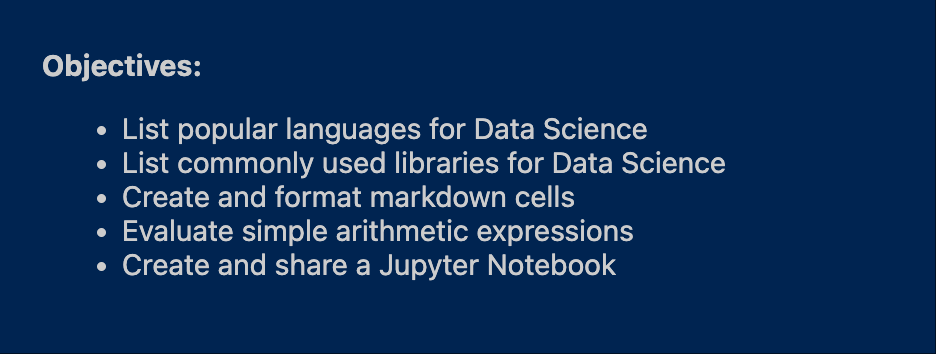 Objectives:
• List popular languages for Data Science
• List commonly used libraries for Data Science
• Create and format markdown cells
• Evaluate simple arithmetic expressions
• Create and share a Jupyter Notebook